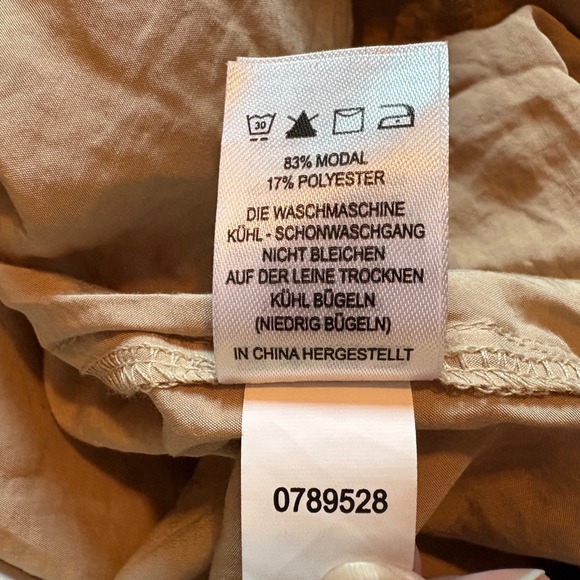 30
83% MODAL
17% POLYESTER
DIE WASCHMASCHINE
KÜHL - SCHONWASCHGANG
NICHT BLEICHEN
AUF DER LEINE TROCKNEN
KÜHL BÜGELN
(NIEDRIG BÜGELN)
IN CHINA HERGESTELLT
0789528